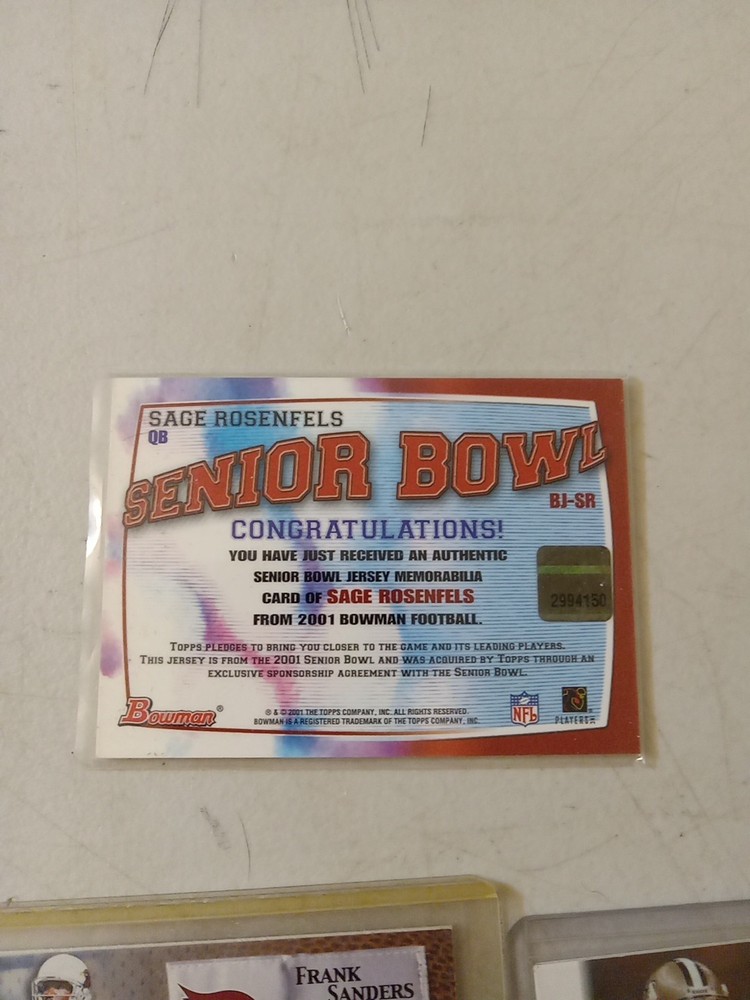 SAGE ROSENFELS
QB
SENIOR BOWL
BJ-SR
CONGRATULATIONS!
YOU HAVE JUST RECEIVED AN AUTHENTIC
SENIOR BOWL JERSEY MEMORABILIA
CARD OF SAGE ROSENFELS
FROM 2001 BOWMAN FOOTBALL.
2994150
TOPPS PLEDGES TO BRING YOU CLOSER TO THE GAME AND ITS LEADING PLAYERS.
THIS JERSEY IS FROM THE 2001 SENIOR BOWL AND WAS ACQUIRED BY TOPPS THROUGH AN
EXCLUSIVE SPONSORSHIP AGREEMENT WITH THE SENIOR BOWL.
Bowman®
® & © 2001 THE TOPPS COMPANY, INC. ALL RIGHTS RESERVED.
BOWMAN IS A REGISTERED TRADEMARK OF THE TOPPS COMPANY, INC.
NFL
PLAYERS INC
FRANK
SANDERS